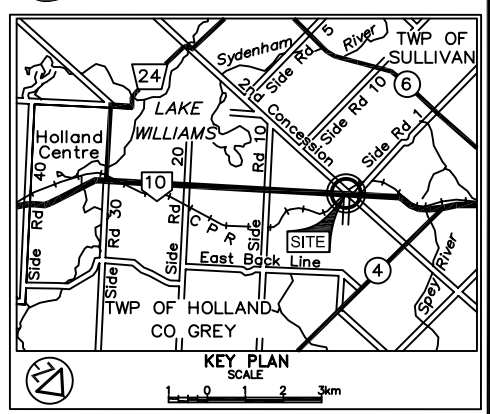 Sydenham
River
Side Rd 5
TWP OF
SULLIVAN
24
2nd Concession
6
LAKE
WILLIAMS
Side Rd 10
Side Rd 1
Holland
Centre
Side Rd 40
Side Rd 30
Side Rd 20
Side Rd 10
10
CPR
SITE
East Back Line
4
Spey River
TWP OF HOLLAND
CO GREY
KEY PLAN
SCALE
1 0 1 2 3km